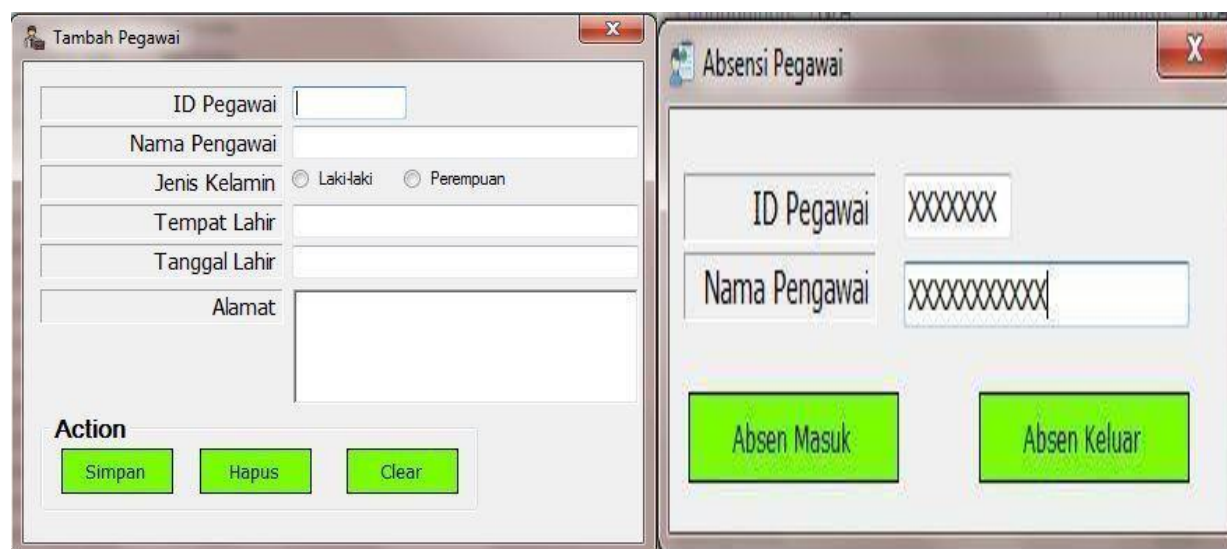 Tambah Pegawai
X
ID Pegawai
Nama Pengawai
Jenis Kelamin Laki-laki Perempuan
Tempat Lahir
Tanggal Lahir
Alamat
Action
Simpan Hapus Clear
Absensi Pegawai
X
ID Pegawai XXXXXXX
Nama Pengawai XXXXXXXXXXX
Absen Masuk Absen Keluar